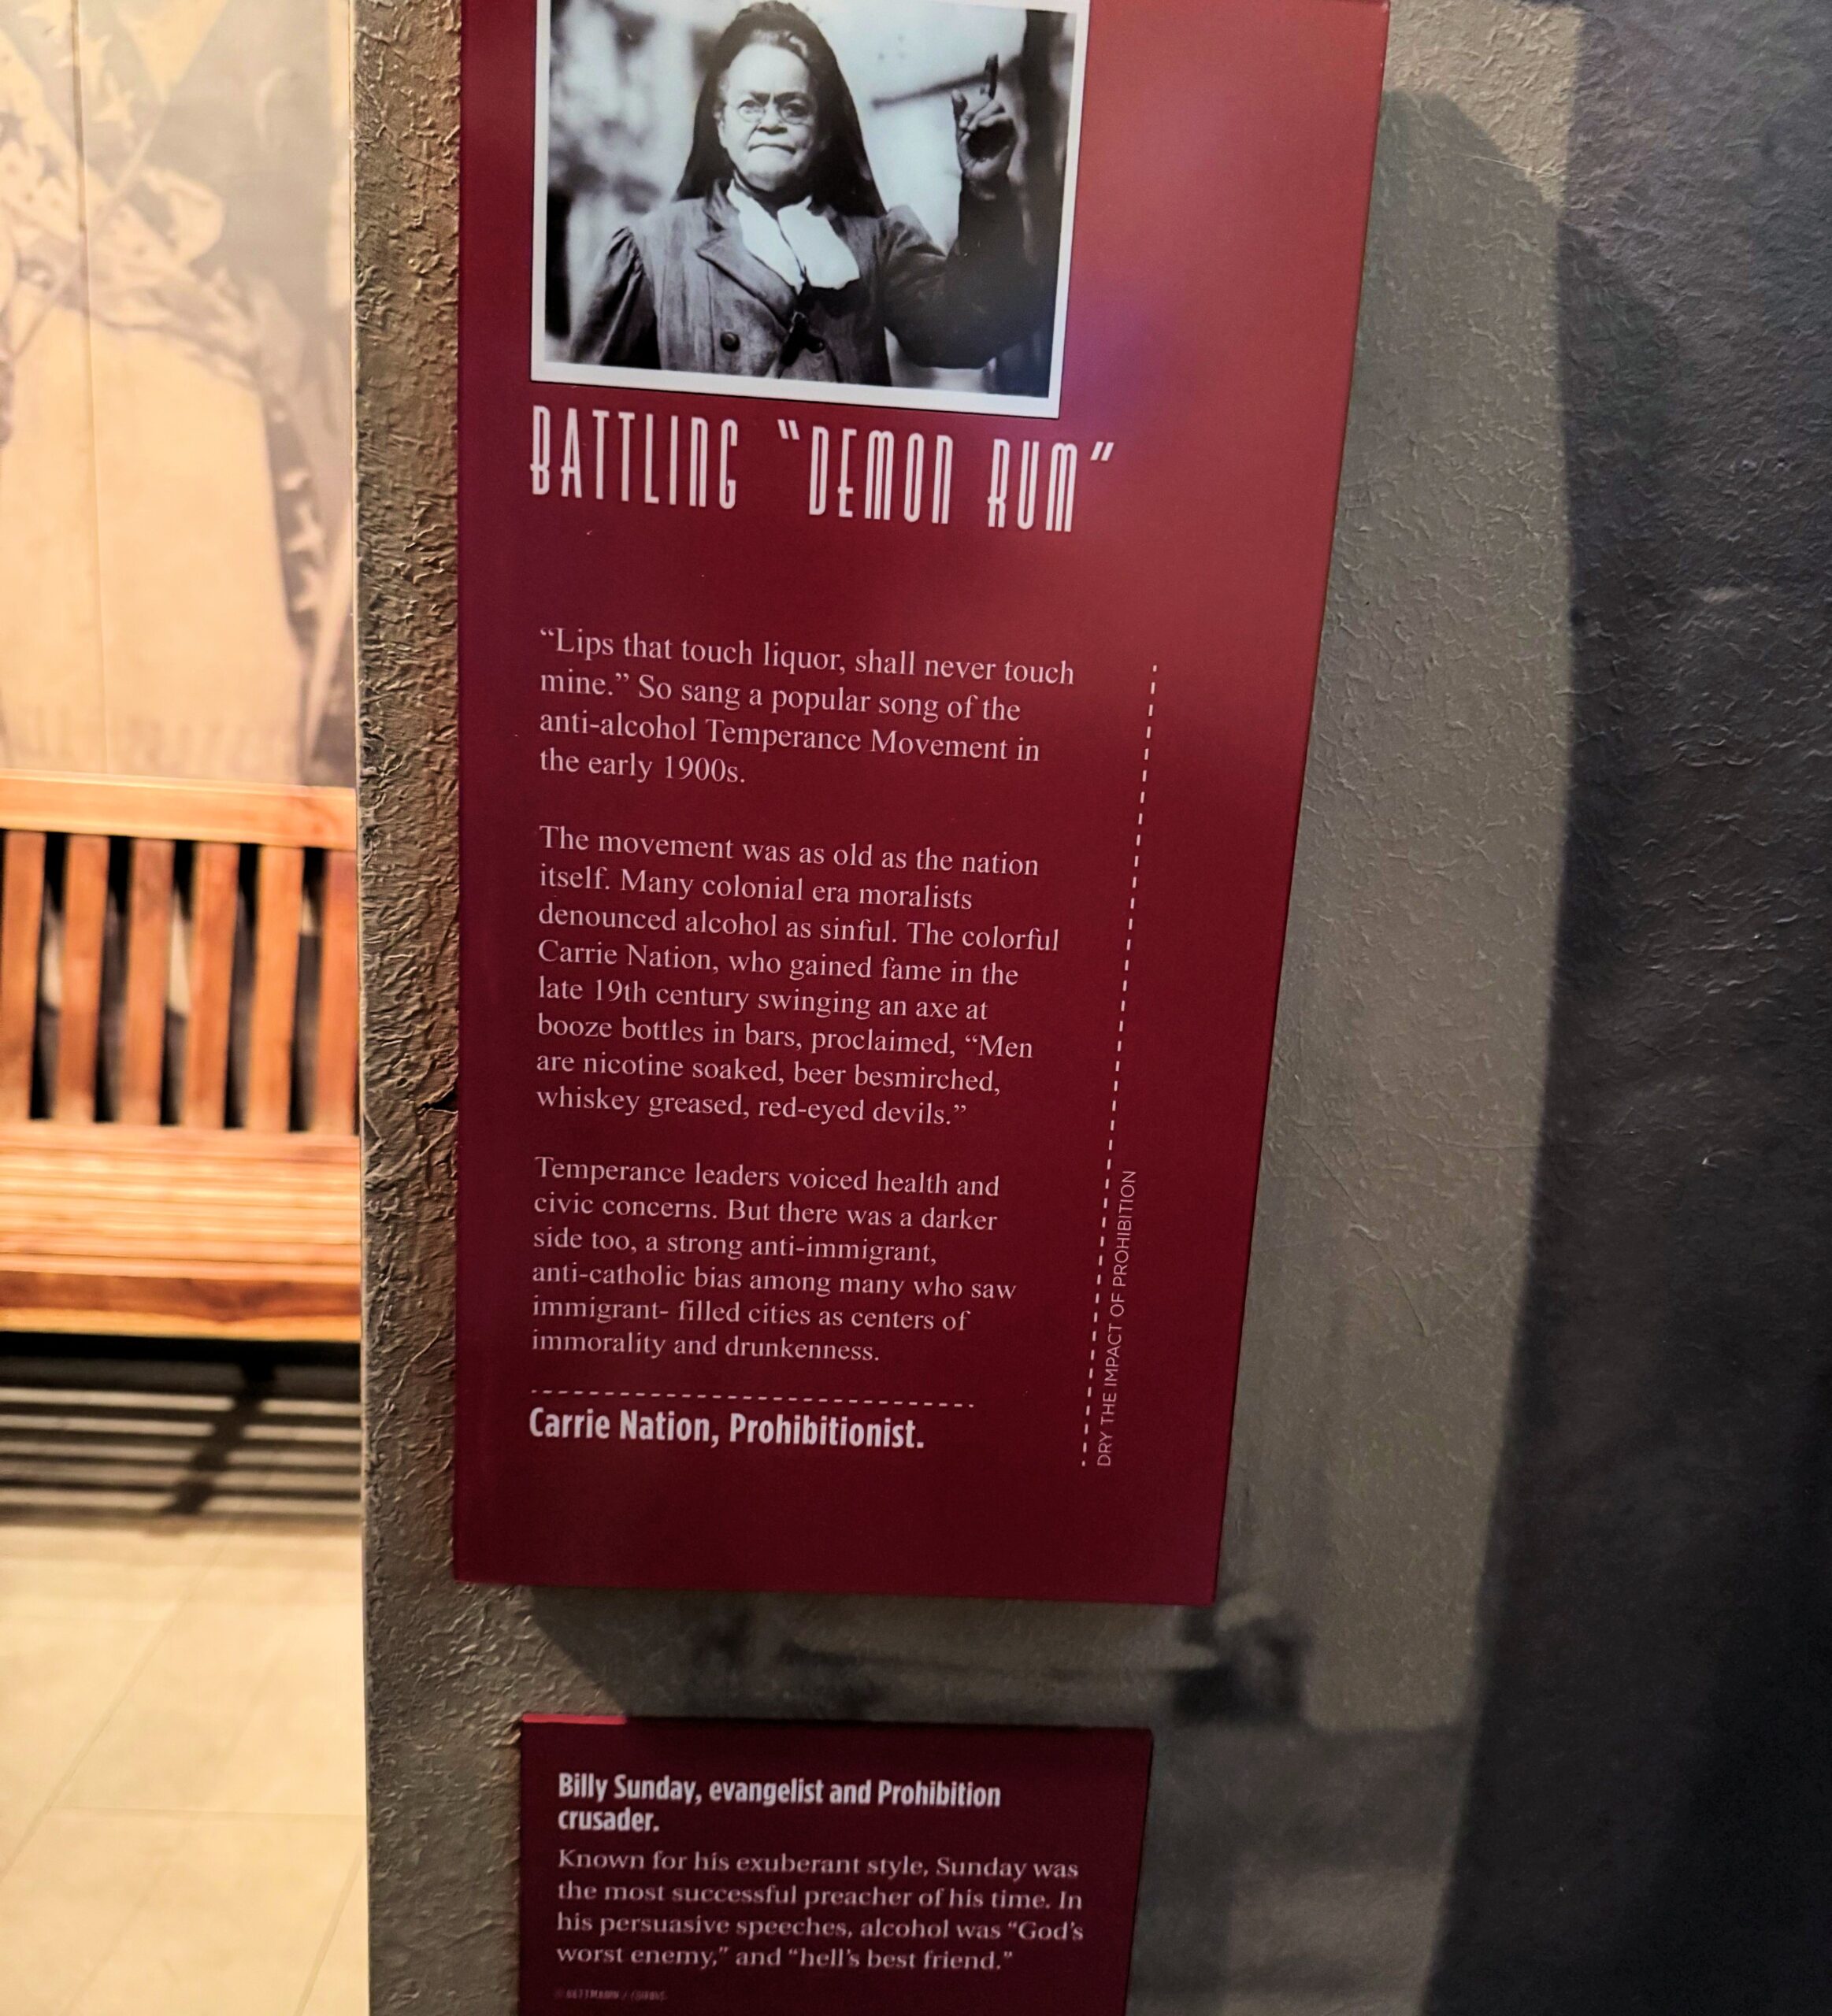 BATTLING "DEMON RUM"
“Lips that touch liquor, shall never touch
mine.” So sang a popular song of the
anti-alcohol Temperance Movement in
the early 1900s.
The movement was as old as the nation
itself. Many colonial era moralists
denounced alcohol as sinful. The colorful
Carrie Nation, who gained fame in the
late 19th century swinging an axe at
booze bottles in bars, proclaimed, “Men
are nicotine soaked, beer besmirched,
whiskey greased, red-eyed devils.”
Temperance leaders voiced health and
civic concerns. But there was a darker
side too, a strong anti-immigrant,
anti-catholic bias among many who saw
immigrant- filled cities as centers of
immorality and drunkenness.
Carrie Nation, Prohibitionist.
DRY THE IMPACT OF PROHIBITION
Billy Sunday, evangelist and Prohibition
crusader.
Known for his exuberant style, Sunday was
the most successful preacher of his time. In
his persuasive speeches, alcohol was “God’s
worst enemy,” and “hell’s best friend.”
© BETTMANN / CORBIS